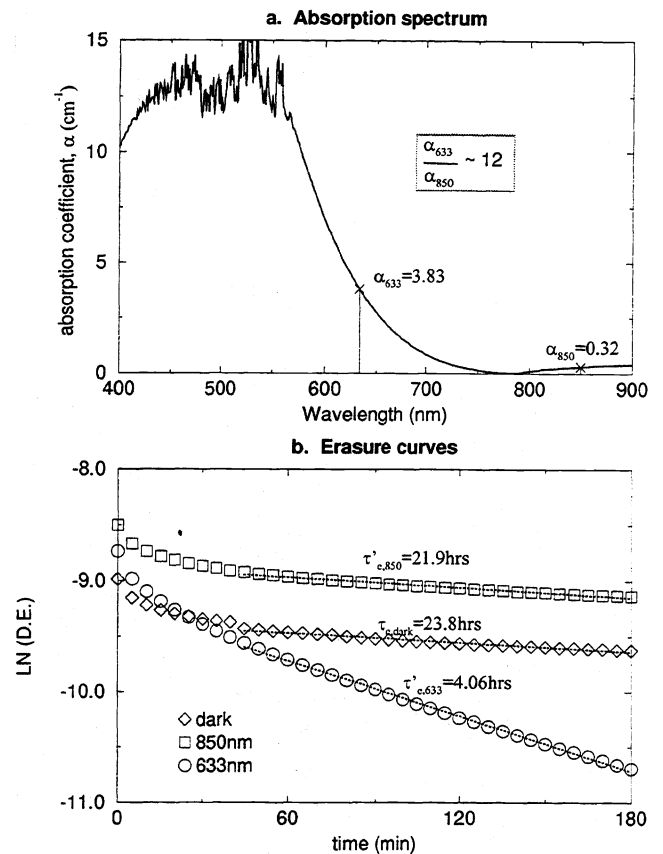 a. Absorption spectrum
15
10
5
0
absorption coefficient, α (cm⁻¹)
α₆₃₃
α₈₅₀
~ 12
α₆₃₃=3.83
α₈₅₀=0.32
400
500
600
700
800
900
Wavelength (nm)
b. Erasure curves
-8.0
-9.0
-10.0
-11.0
LN (D.E.)
τ'e,850=21.9hrs
τe,dark=23.8hrs
τ'e,633=4.06hrs
dark
850nm
633nm
0
60
120
180
time (min)